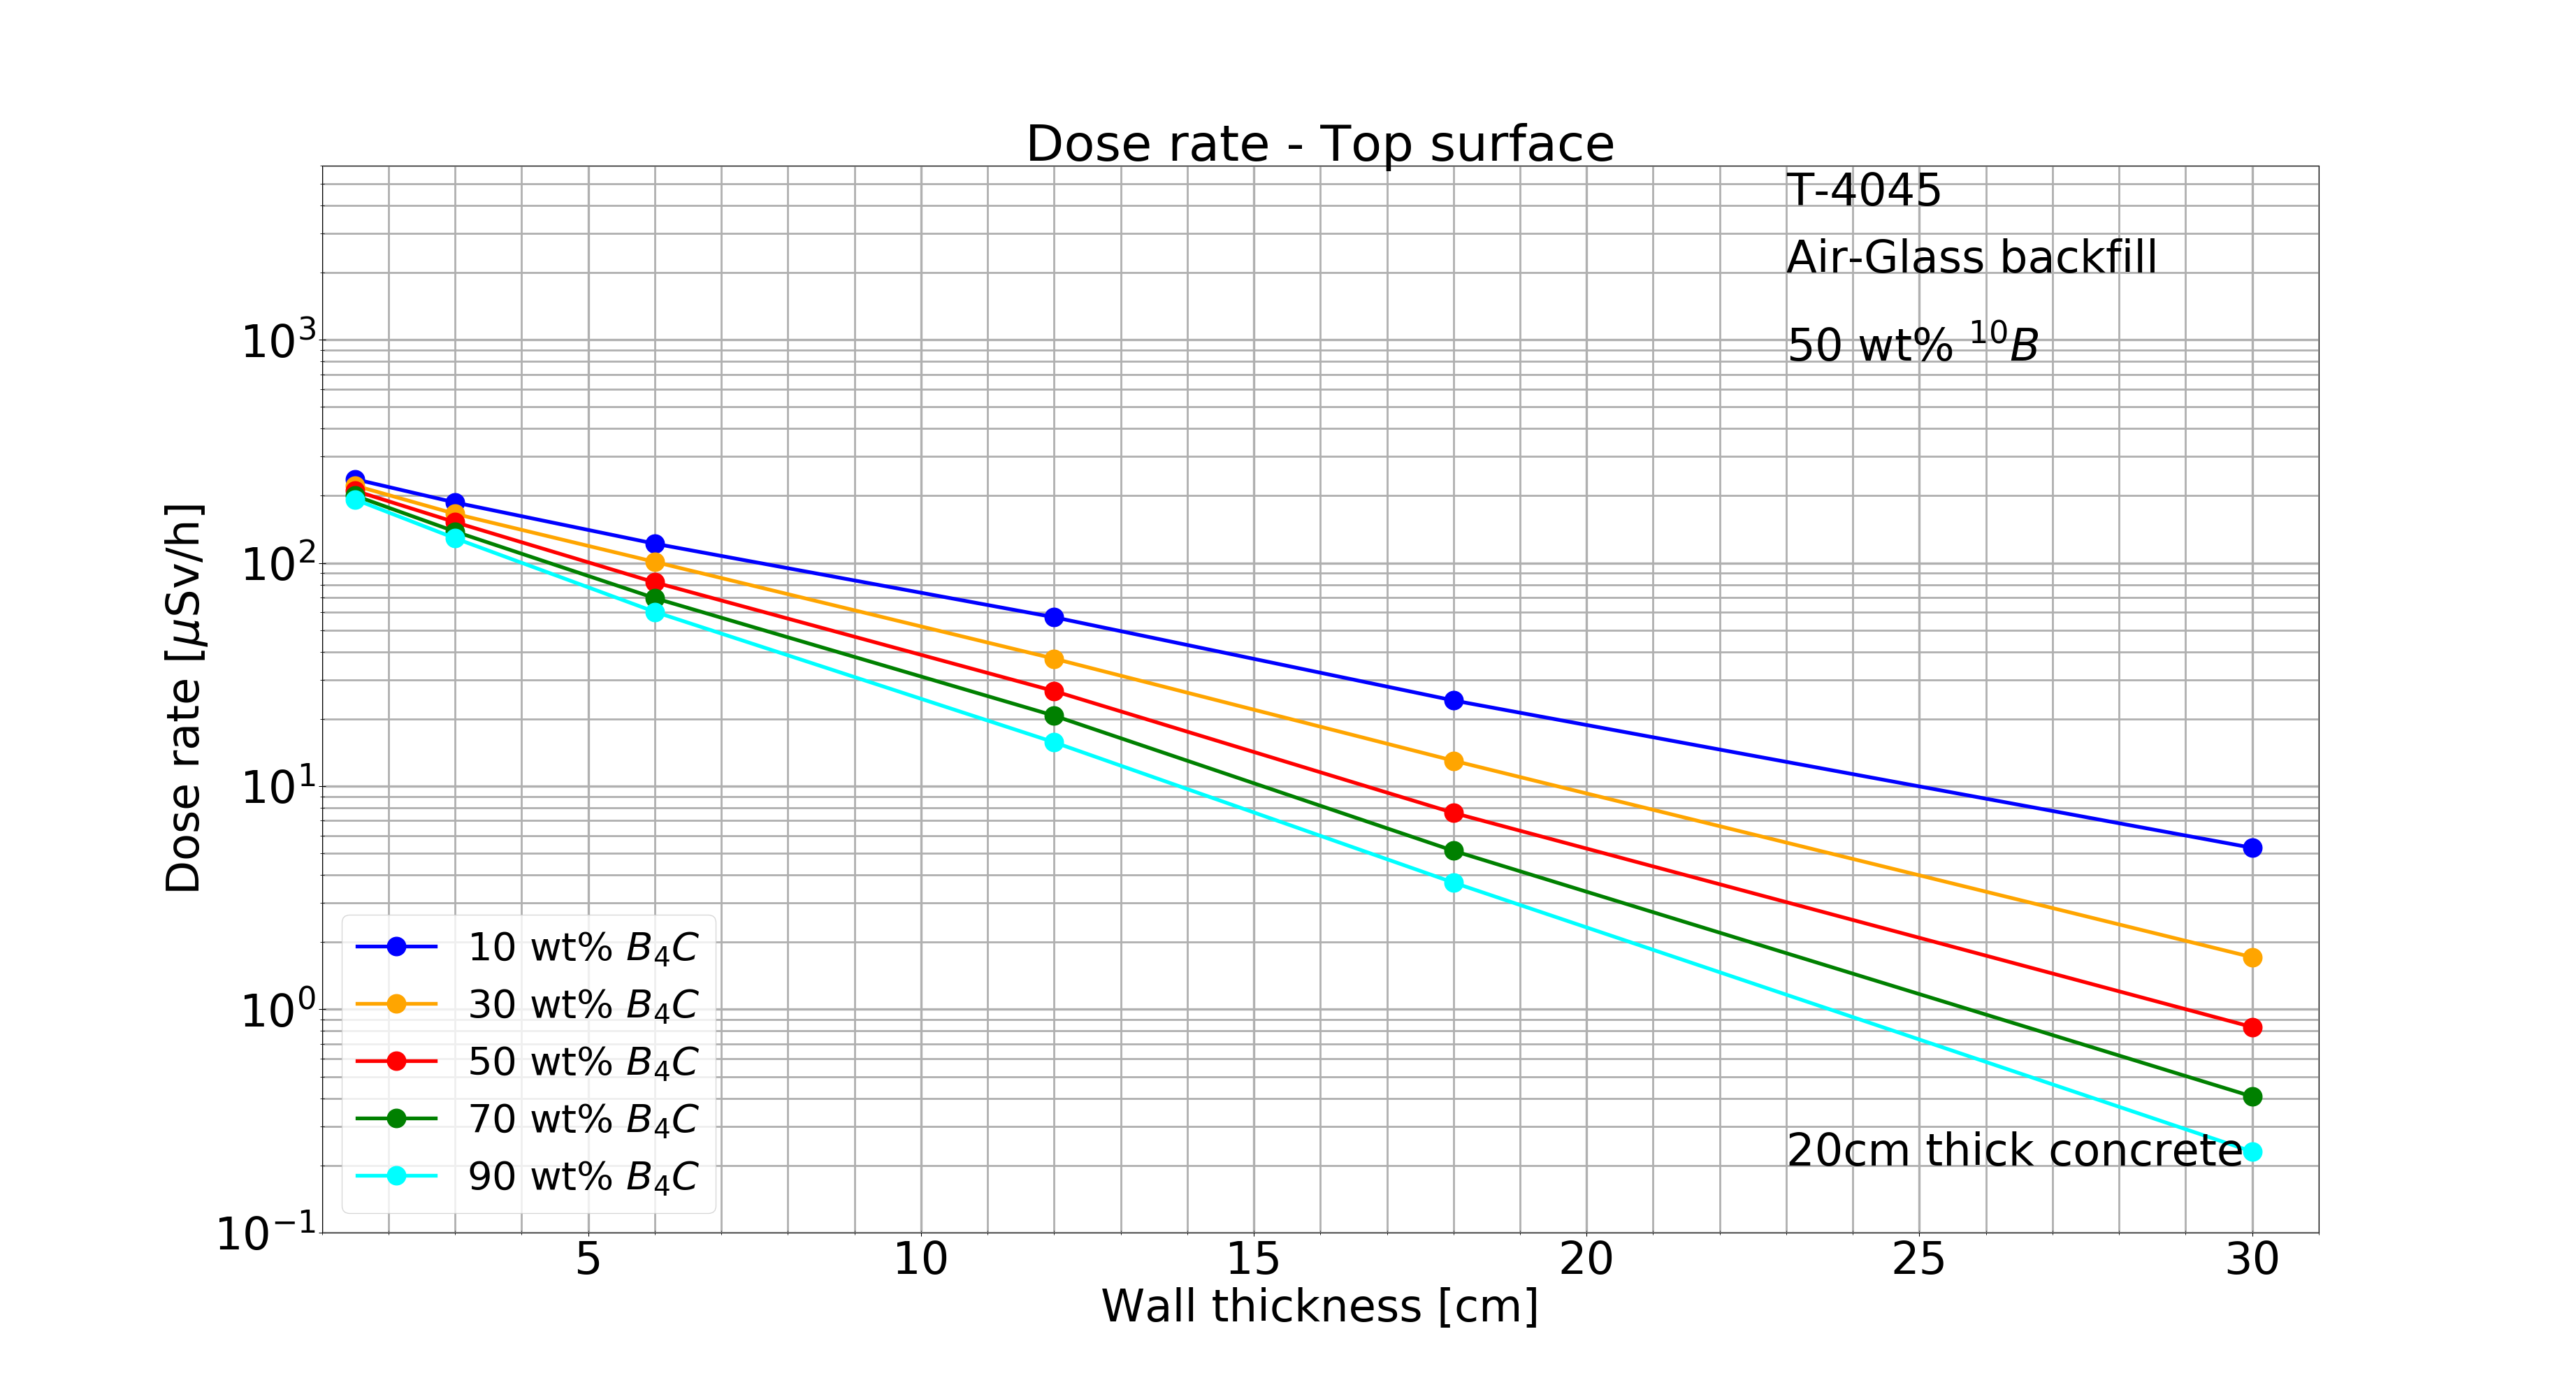 Dose rate - Top surface
T-4045
Air-Glass backfill
50 wt% ¹⁰B
10³
10²
10¹
10⁰
10⁻¹
Dose rate [μSv/h]
10 wt% B₄C
30 wt% B₄C
50 wt% B₄C
70 wt% B₄C
90 wt% B₄C
20cm thick concrete
5 10 15 20 25 30
Wall thickness [cm]